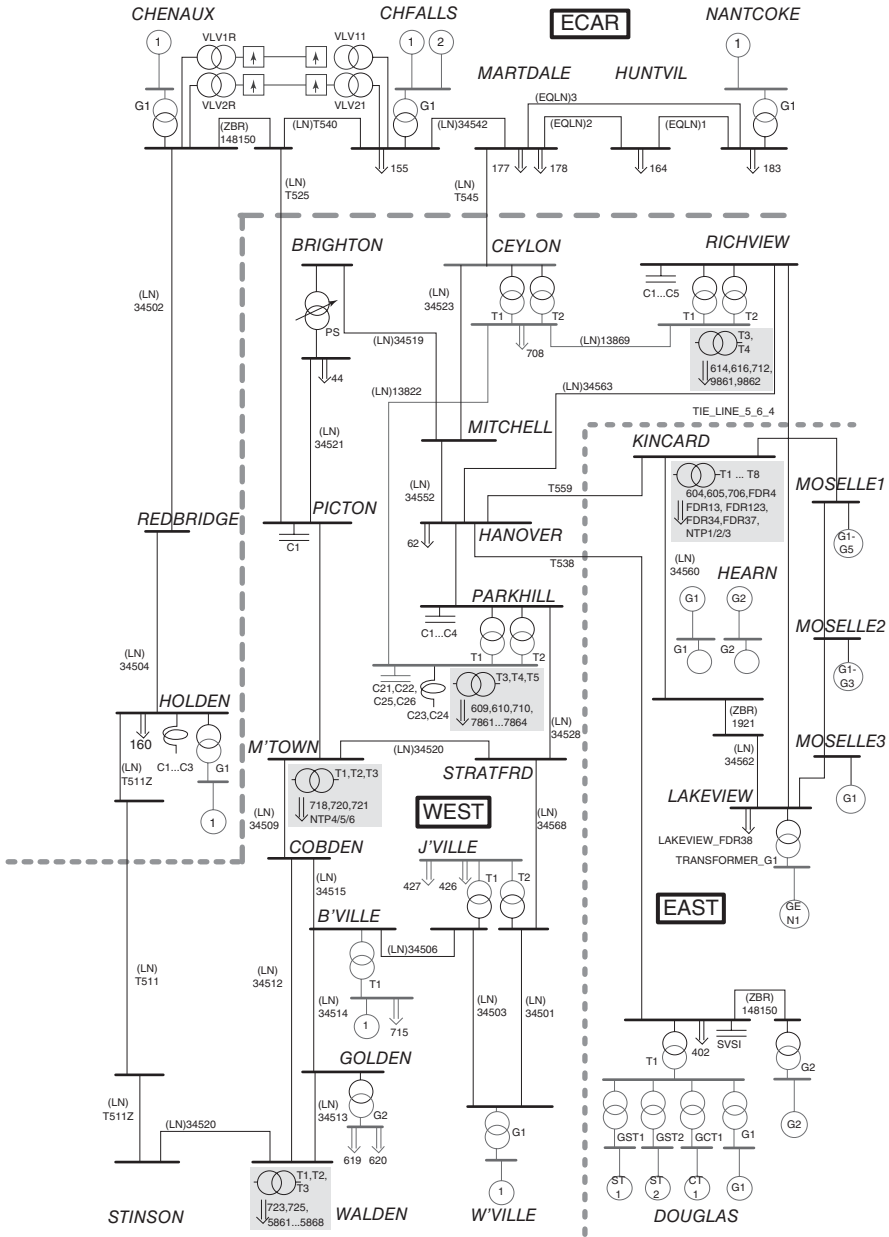 CHENAUX
CHFALLS
ECAR
NANTCOKE
1
VLV1R
VLV11
1
2
1
MARTDALE
HUNTVIL
VLV2R
VLV21
G1
G1
G1
(EQLN)3
(ZBR)
148150
(LN)T540
(LN)34542
(EQLN)2
(EQLN)1
155
177
178
164
183
(LN)
T525
(LN)
T545
BRIGHTON
CEYLON
RICHVIEW
(LN)
34502
(LN)
34523
C1...C5
T1
T2
T1
T2
PS
(LN)34519
708
(LN)13869
T3,
T4
44
614,616,712,
9861,9862
(LN)13822
(LN)34563
TIE_LINE_5_6_4
(LN)
34521
MITCHELL
KINCARD
T1 ... T8
MOSELLE1
(LN)
34552
T559
604,605,706,FDR4
FDR13, FDR123,
FDR34,FDR37,
NTP1/2/3
REDBRIDGE
PICTON
C1
62
HANOVER
G1-
G5
T538
(LN)
34560
HEARN
PARKHILL
G1
G2
C1...C4
MOSELLE2
(LN)
34504
G1
G2
T1
T2
G1-
G3
HOLDEN
C21,C22,
C25,C26
C23,C24
T3,T4,T5
609,610,710,
7861...7864
(LN)
34528
(ZBR)
1921
160
C1...C3
G1
M'TOWN
(LN)34520
STRATFRD
(LN)
34562
MOSELLE3
(LN)
T511Z
T1,T2,T3
718,720,721
NTP4/5/6
LAKEVIEW
G1
1
(LN)
34509
WEST
(LN)
34568
LAKEVIEW_FDR38
TRANSFORMER_G1
COBDEN
J'VILLE
(LN)
34515
427
426
T1
T2
EAST
GE
N1
B'VILLE
(LN)34506
(LN)
T511
(LN)
34512
T1
(LN)
34514
1
715
(LN)
34503
(LN)
34501
(ZBR)
148150
GOLDEN
T1
402
SVSI
G2
(LN)
T511Z
(LN)34520
(LN)
34513
G2
619
620
G1
GST1
GST2
GCT1
G1
G2
T1,T2,
T3
723,725,
5861...5868
1
ST
1
ST
2
CT
1
G1
STINSON
WALDEN
W'VILLE
DOUGLAS